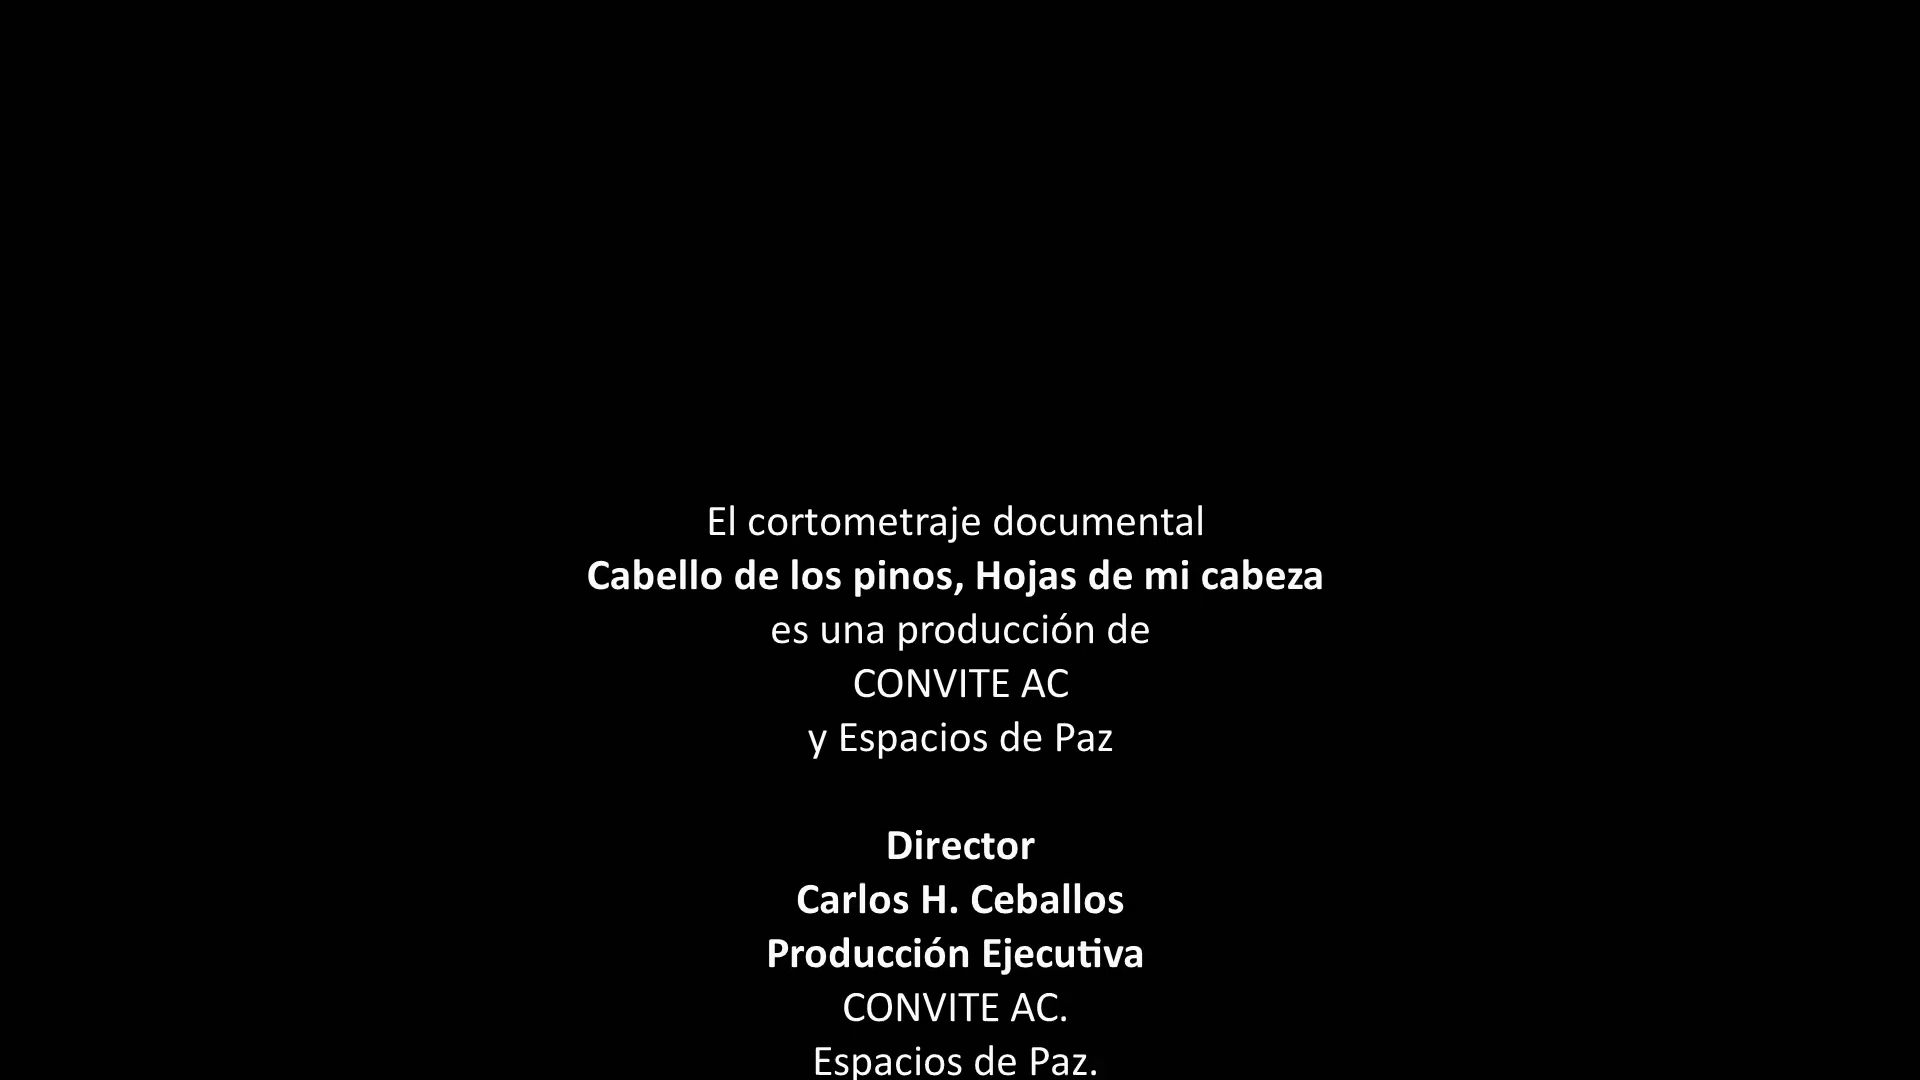 El cortometraje documental
Cabello de los pinos, Hojas de mi cabeza
es una producción de
CONVITE AC
y Espacios de Paz
Director
Carlos H. Ceballos
Producción Ejecutiva
CONVITE AC.
Espacios de Paz.